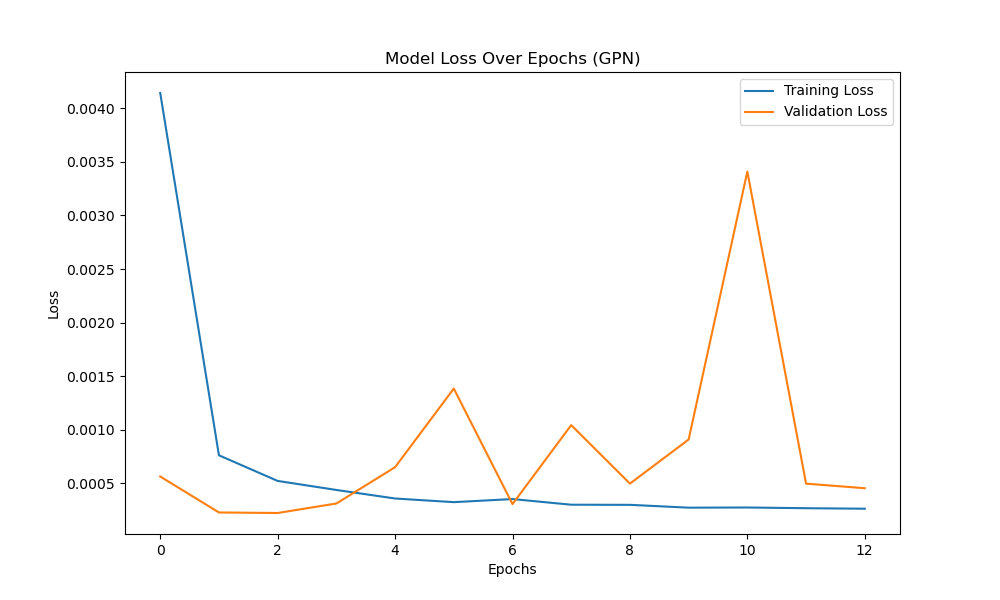 Model Loss Over Epochs (GPN)
Training Loss
Validation Loss
0.0040
0.0035
0.0030
0.0025
0.0020
0.0015
0.0010
0.0005
Loss
0 2 4 6 8 10 12
Epochs